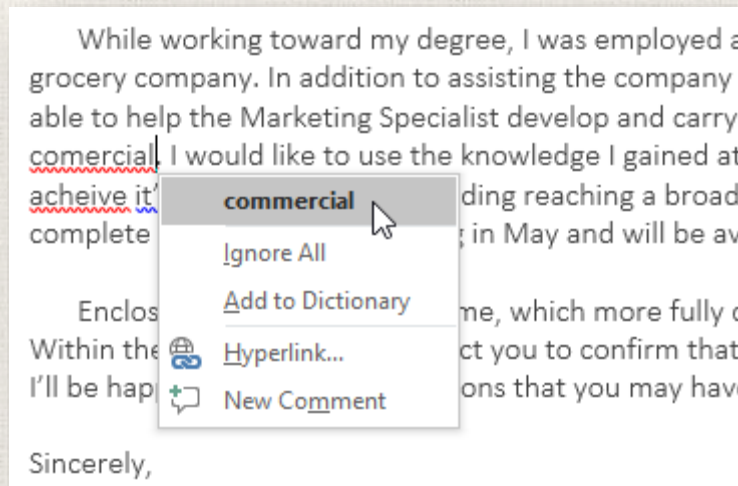 While working toward my degree, I was employed a
grocery company. In addition to assisting the company
able to help the Marketing Specialist develop and carry
comercial. I would like to use the knowledge I gained at
acheive it'
ding reaching a broad
complete
in May and will be av
Enclos
me, which more fully
Within the
ct you to confirm that
I'll be hap
ons that you may have
Sincerely,
commercial
Ignore All
Add to Dictionary
Hyperlink...
New Comment